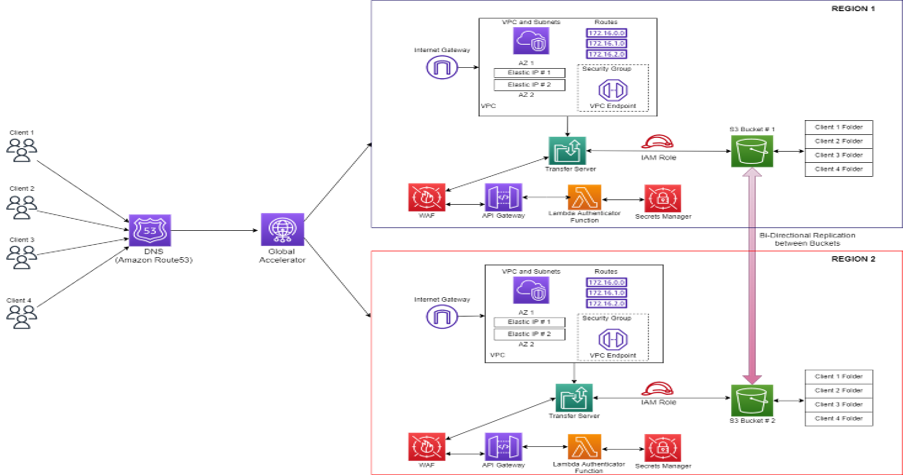 REGION 1
VPC and Subnets
Routes
172.16.0.0
172.16.1.0
172.16.2.0
Internet Gateway
AZ 1
Elastic IP # 1
Elastic IP # 2
AZ 2
Security Group
VPC Endpoint
VPC
Client 1
Client 2
Client 3
Client 4
53
DNS
(Amazon Route53)
Global
Accelerator
Transfer Server
IAM Role
S3 Bucket # 1
Client 1 Folder
Client 2 Folder
Client 3 Folder
Client 4 Folder
WAF
API Gateway
Lambda Authenticator
Function
Secrets Manager
Bi-Directional Replication
between Buckets
REGION 2
VPC and Subnets
Routes
172.16.0.0
172.16.1.0
172.16.2.0
Internet Gateway
AZ 1
Elastic IP # 1
Elastic IP # 2
AZ 2
Security Group
VPC Endpoint
VPC
Transfer Server
IAM Role
S3 Bucket # 2
Client 1 Folder
Client 2 Folder
Client 3 Folder
Client 4 Folder
WAF
API Gateway
Lambda Authenticator
Function
Secrets Manager